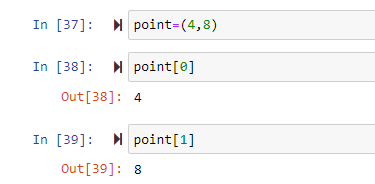 In [37]: point=(4,8)
In [38]: point[0]
Out[38]: 4
In [39]: point[1]
Out[39]: 8